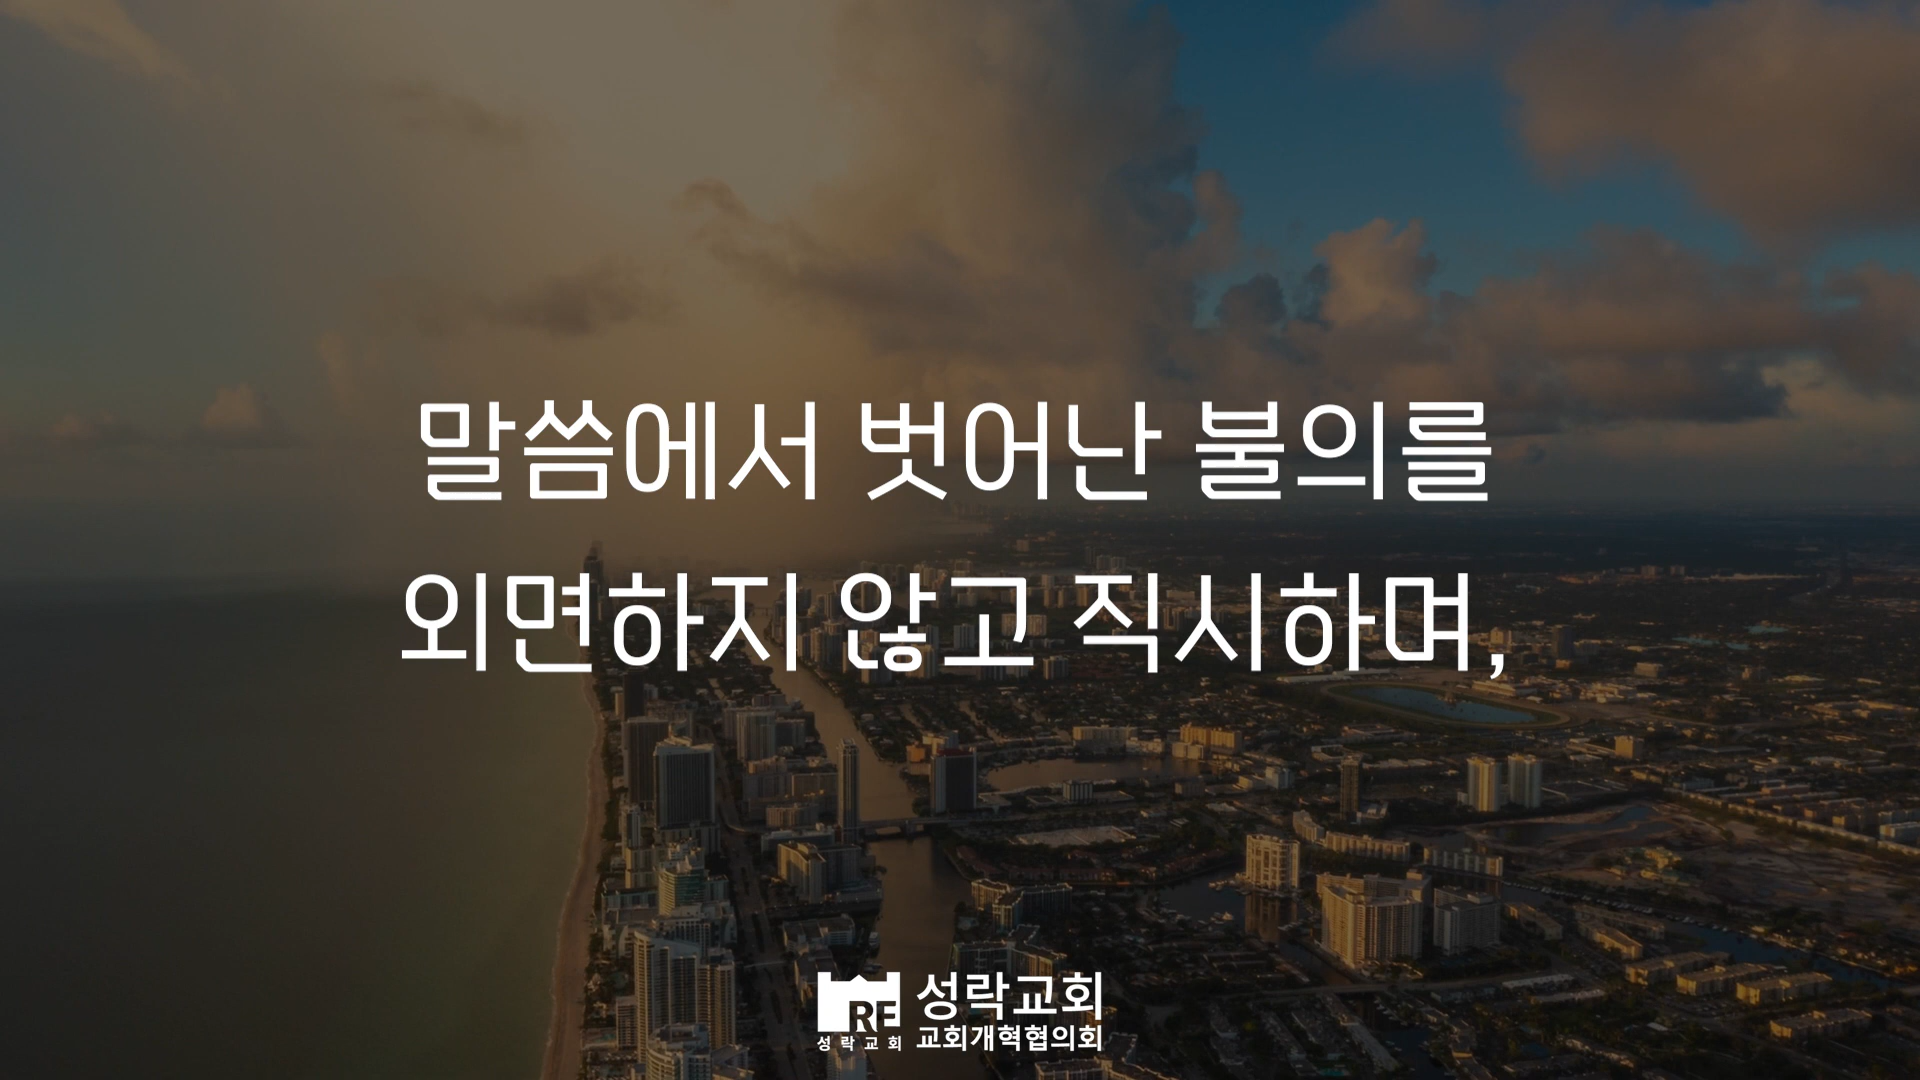 말씀에서 벗어난 불의를
외면하지 않고 직시하며,
RE
성락교회
성락교회
교회개혁협의회